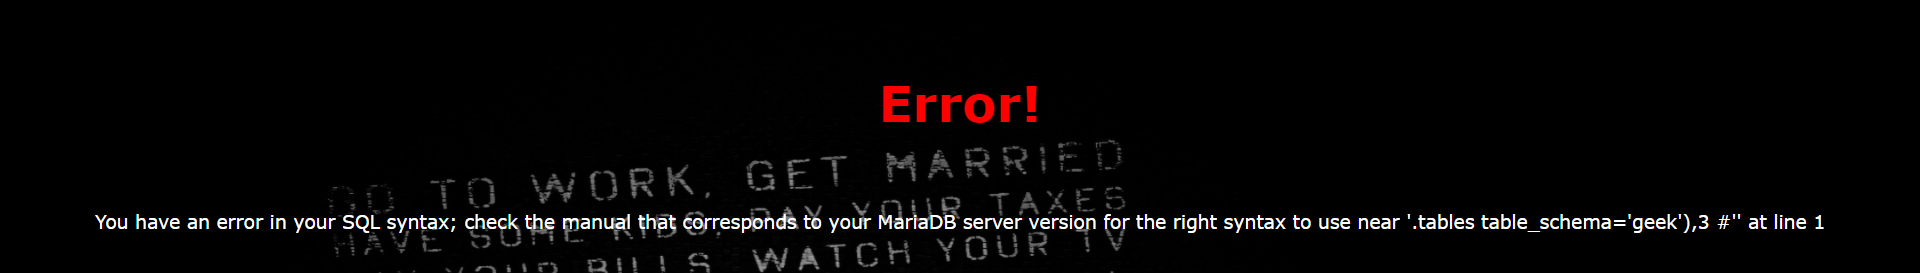 Error!
GO TO WORK, GET MARRIED
HAVE SOME KIDS, PAY YOUR TAXES
You have an error in your SQL syntax; check the manual that corresponds to your MariaDB server version for the right syntax to use near '.tables table_schema='geek'),3 #'' at line 1
YOUR BILLS, WATCH YOUR TV